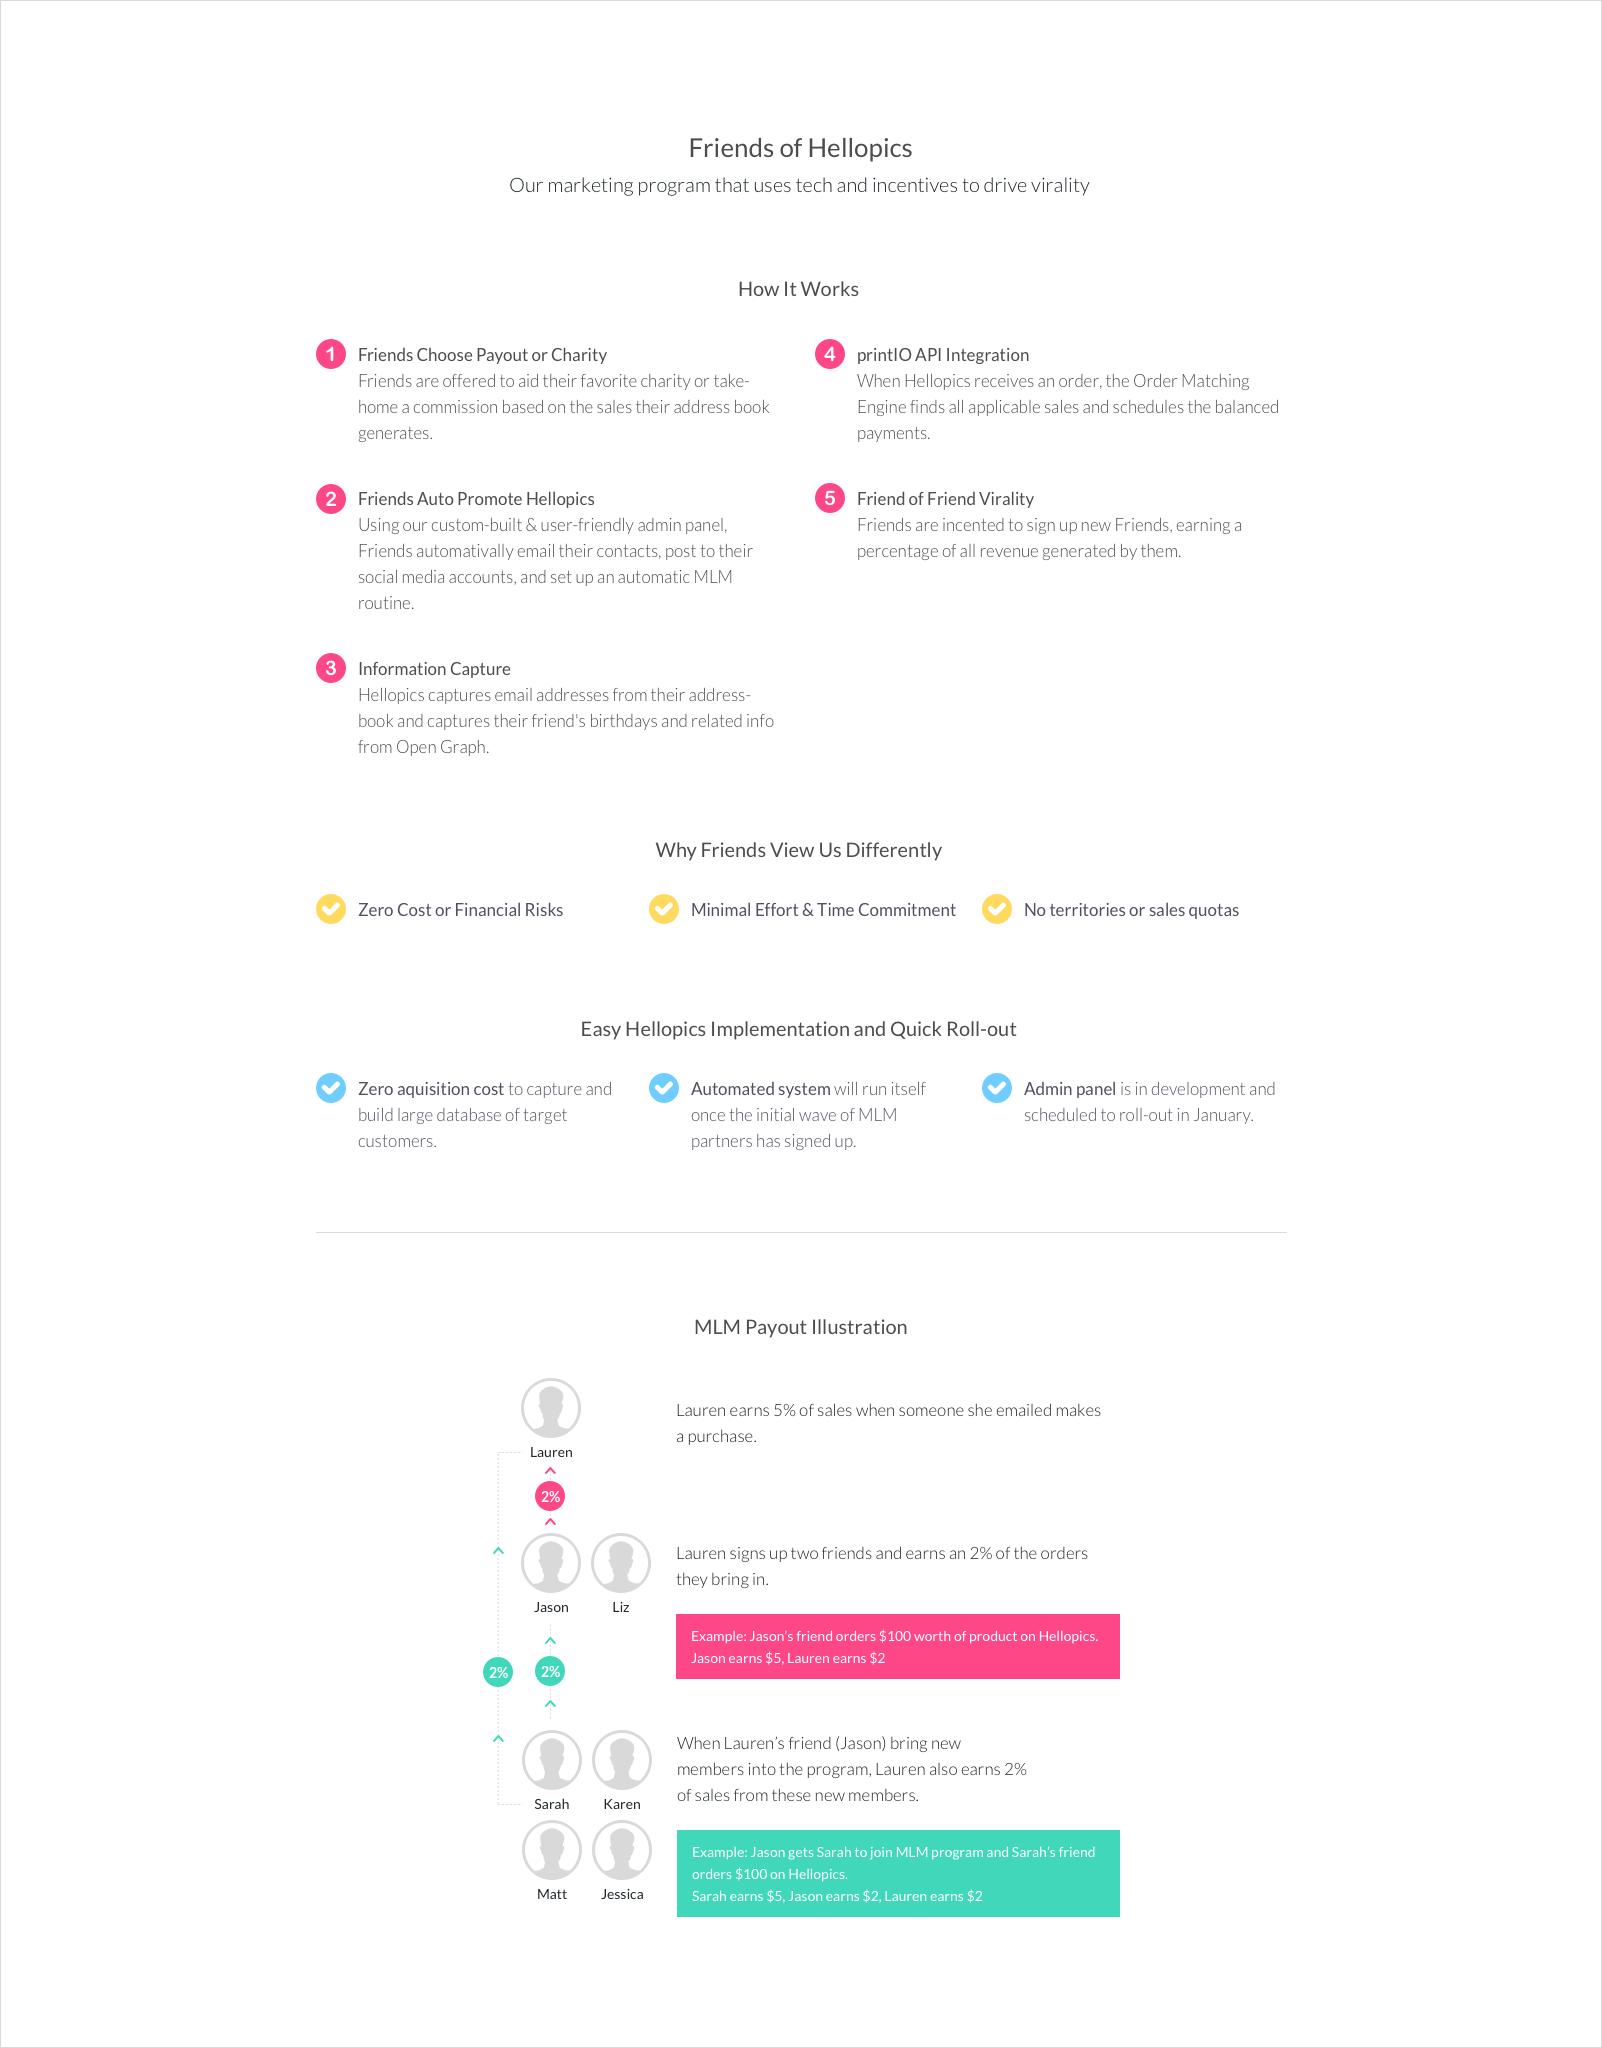 Friends of Hellopics
Our marketing program that uses tech and incentives to drive virality
How It Works
1
Friends Choose Payout or Charity
Friends are offered to aid their favorite charity or take-
home a commission based on the sales their address book
generates.
2
Friends Auto Promote Hellopics
Using our custom-built & user-friendly admin panel,
Friends automativally email their contacts, post to their
social media accounts, and set up an automatic MLM
routine.
3
Information Capture
Hellopics captures email addresses from their address-
book and captures their friend's birthdays and related info
from Open Graph.
4
printIO API Integration
When Hellopics receives an order, the Order Matching
Engine finds all applicable sales and schedules the balanced
payments.
5
Friend of Friend Virality
Friends are incented to sign up new Friends, earning a
percentage of all revenue generated by them.
Why Friends View Us Differently
Zero Cost or Financial Risks
Minimal Effort & Time Commitment
No territories or sales quotas
Easy Hellopics Implementation and Quick Roll-out
Zero aquisition cost to capture and
build large database of target
customers.
Automated system will run itself
once the initial wave of MLM
partners has signed up.
Admin panel is in development and
scheduled to roll-out in January.
MLM Payout Illustration
Lauren
Lauren earns 5% of sales when someone she emailed makes
a purchase.
2%
Jason
Liz
Lauren signs up two friends and earns an 2% of the orders
they bring in.
Example: Jason’s friend orders $100 worth of product on Hellopics.
Jason earns $5, Lauren earns $2
2%
2%
Sarah
Karen
Matt
Jessica
When Lauren’s friend (Jason) bring new
members into the program, Lauren also earns 2%
of sales from these new members.
Example: Jason gets Sarah to join MLM program and Sarah’s friend
orders $100 on Hellopics.
Sarah earns $5, Jason earns $2, Lauren earns $2